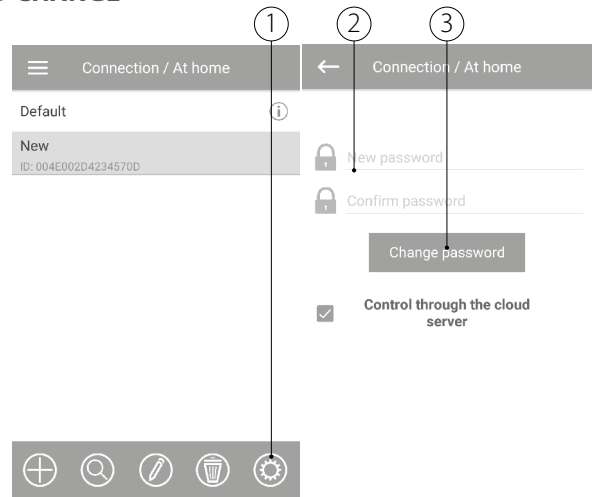 CHANGE
1
2
3
Connection / At home
Default
New
ID: 004E002D4234570D
Connection / At home
New password
Confirm password
Change password
Control through the cloud
server